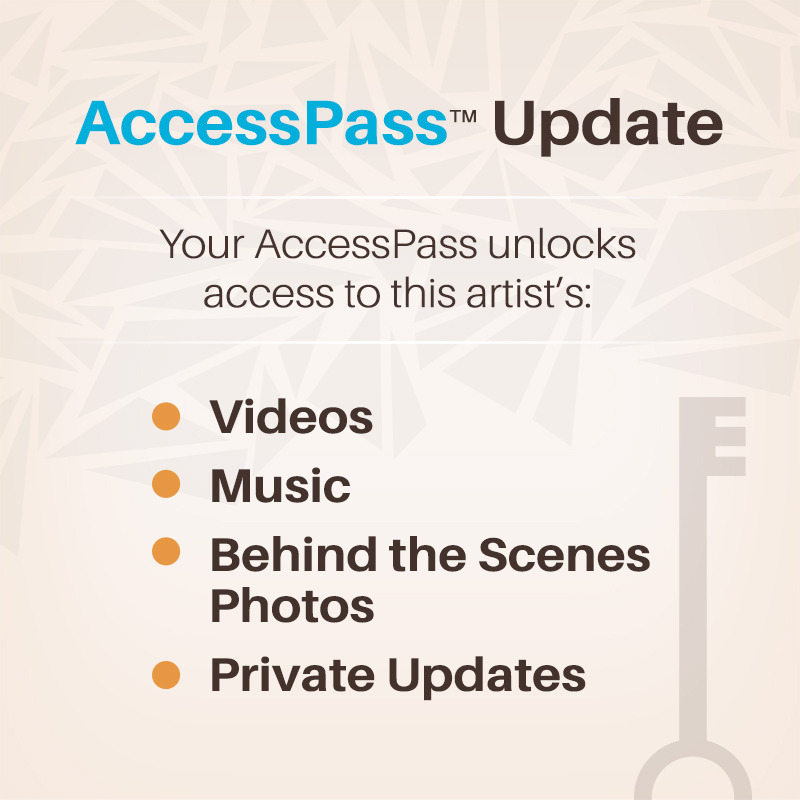 AccessPass™ Update
Your AccessPass unlocks
access to this artist’s:
Videos
Music
Behind the Scenes
Photos
Private Updates